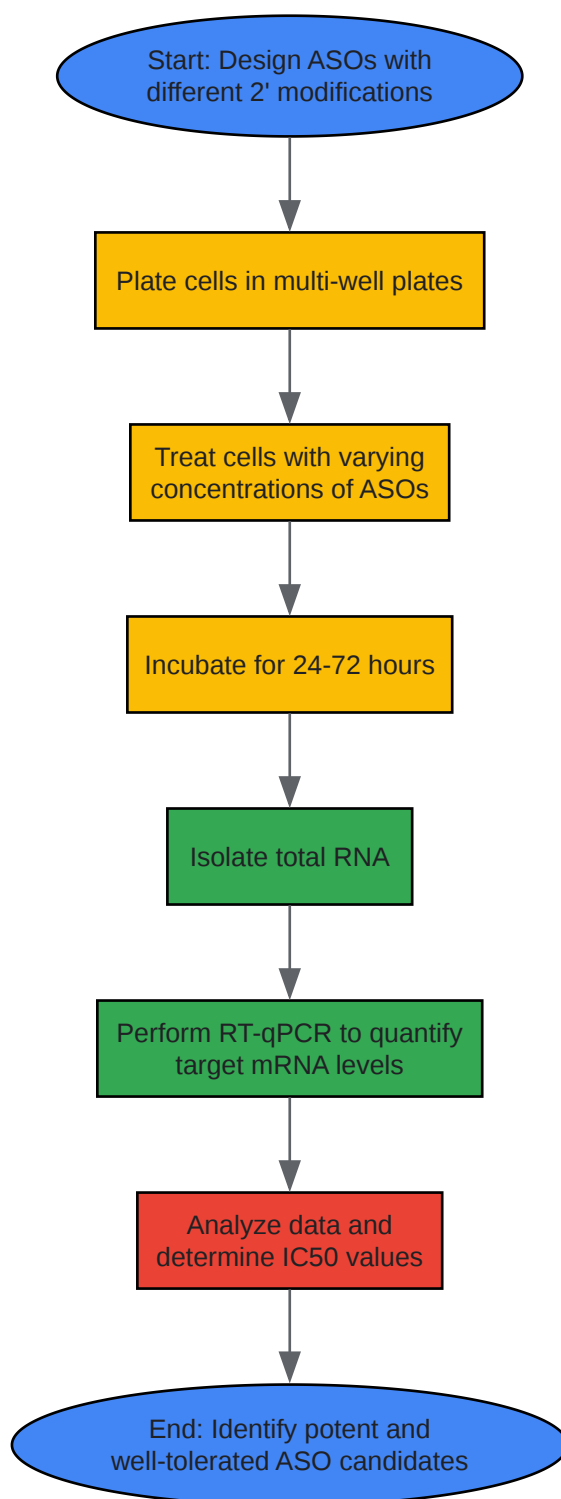 Start: Design ASOs with
different 2' modifications
Plate cells in multi-well plates
Treat cells with varying
concentrations of ASOs
Incubate for 24-72 hours
Isolate total RNA
Perform RT-qPCR to quantify
target mRNA levels
Analyze data and
determine IC50 values
End: Identify potent and
well-tolerated ASO candidates